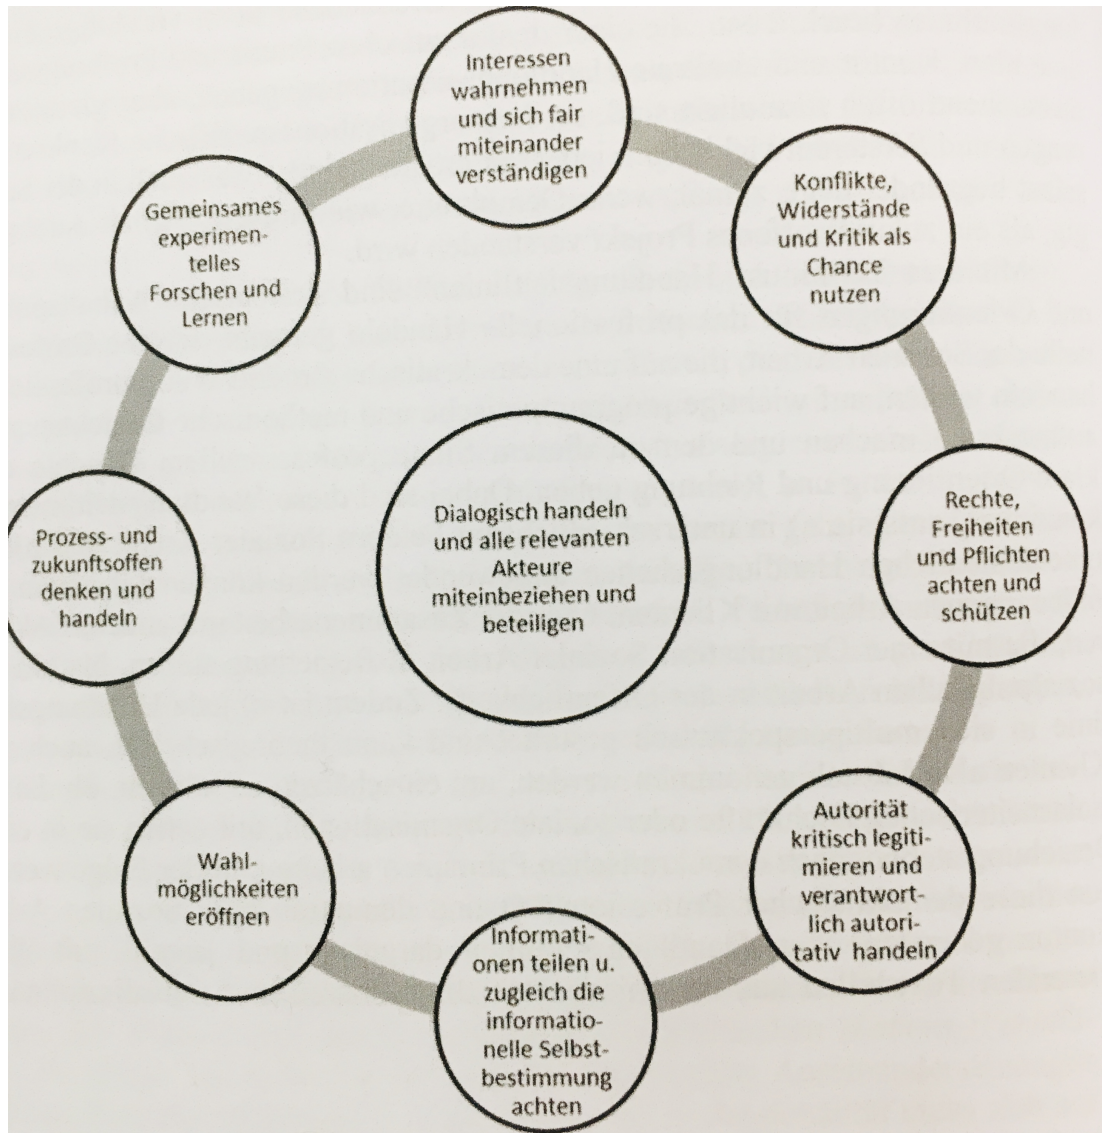 Interessen
wahrnehmen
und sich fair
miteinander
verständigen
Konflikte,
Widerstände
und Kritik als
Chance
nutzen
Rechte,
Freiheiten
und Pflichten
achten und
schützen
Autorität
kritisch legiti-
mieren und
verantwort-
lich autori-
tativ handeln
Informati-
onen teilen u.
zugleich die
informatio-
nelle Selbst-
bestimmung
achten
Wahl-
möglichkeiten
eröffnen
Prozess- und
zukunftsoffen
denken und
handeln
Gemeinsames
experimen-
telles
Forschen und
Lernen
Dialogisch handeln
und alle relevanten
Akteure
miteinbeziehen und
beteiligen